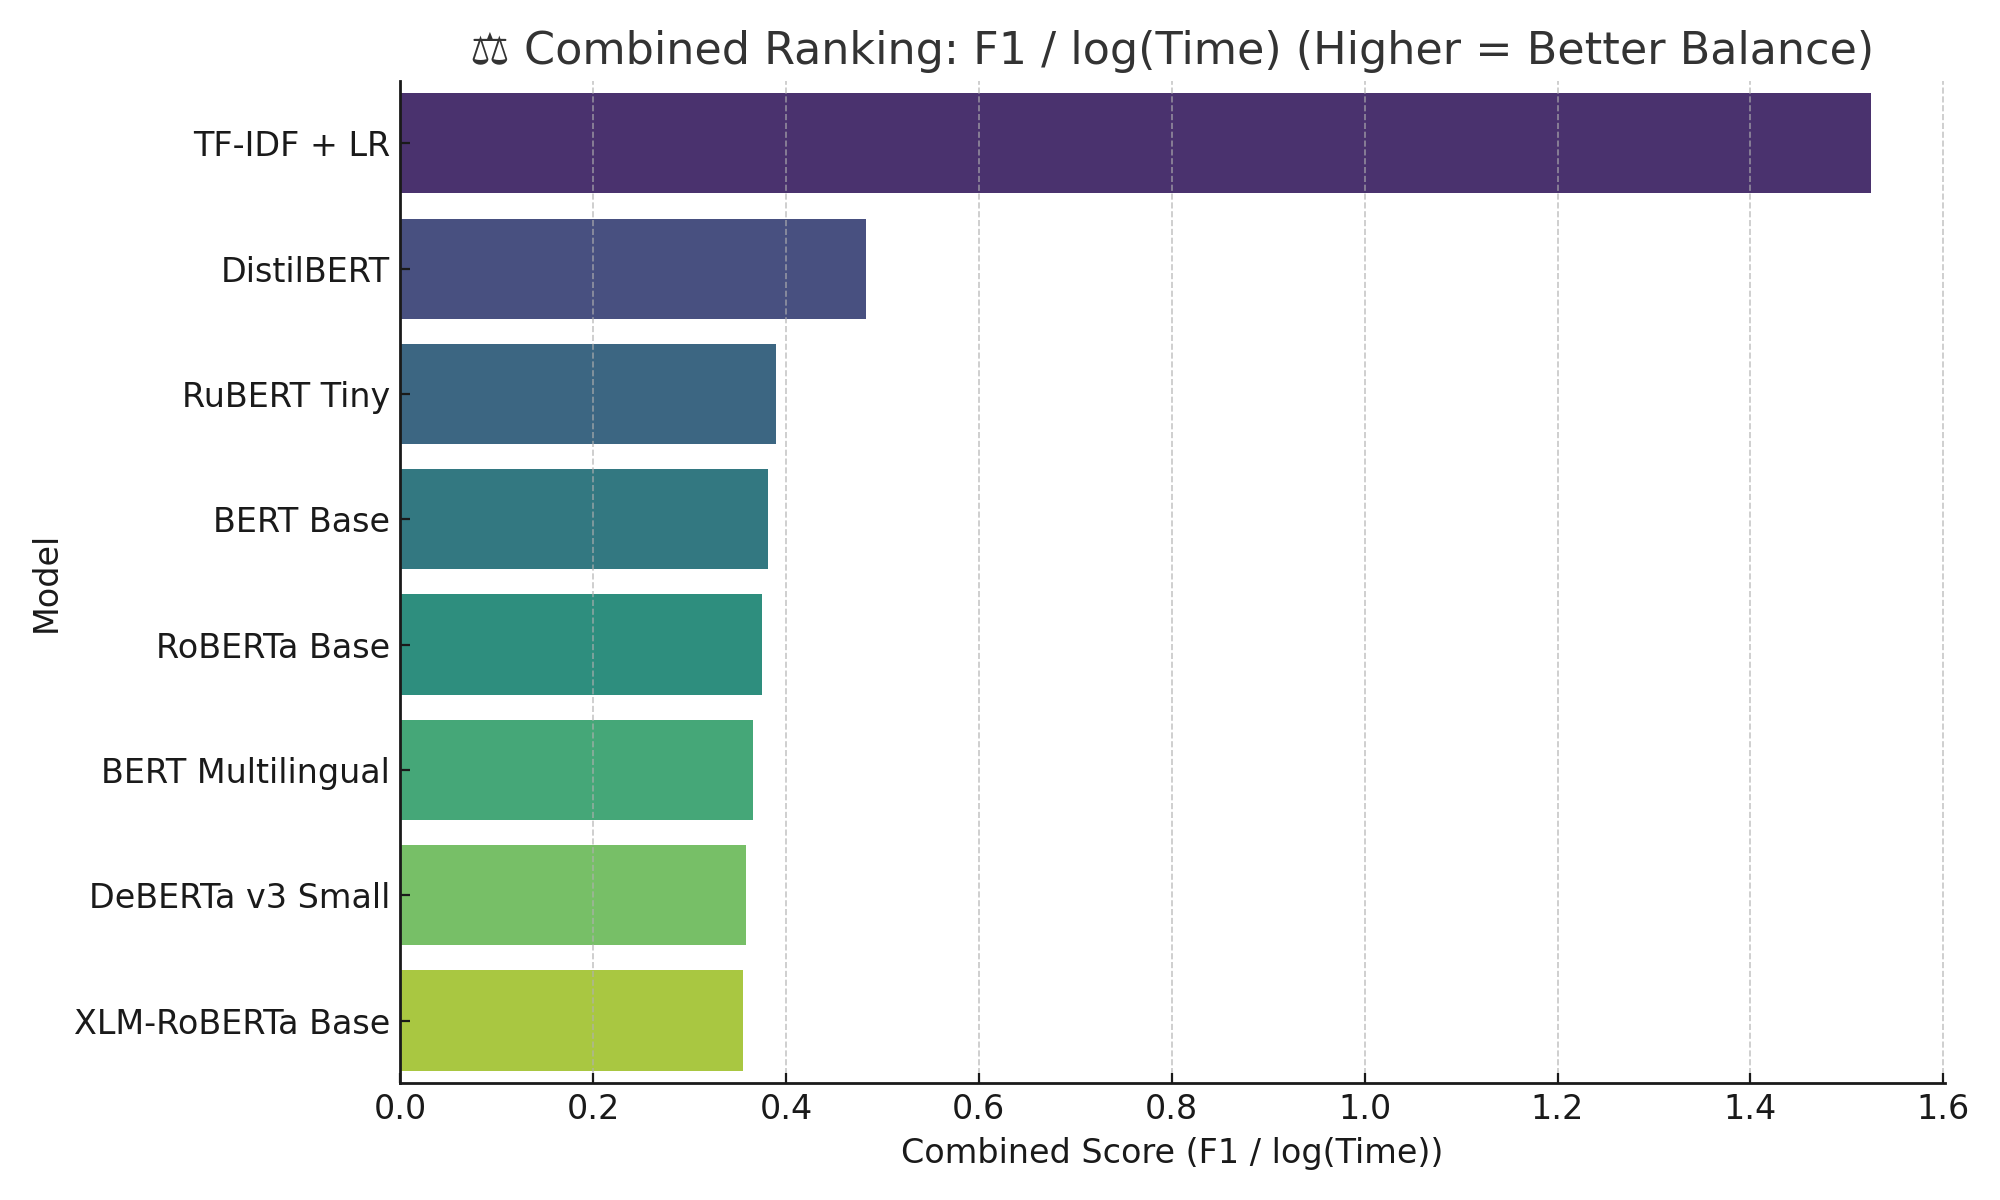 ⚖ Combined Ranking: F1 / log(Time) (Higher = Better Balance)
TF-IDF + LR
DistilBERT
RuBERT Tiny
BERT Base
RoBERTa Base
BERT Multilingual
DeBERTa v3 Small
XLM-RoBERTa Base
Model
0.0 0.2 0.4 0.6 0.8 1.0 1.2 1.4 1.6
Combined Score (F1 / log(Time))